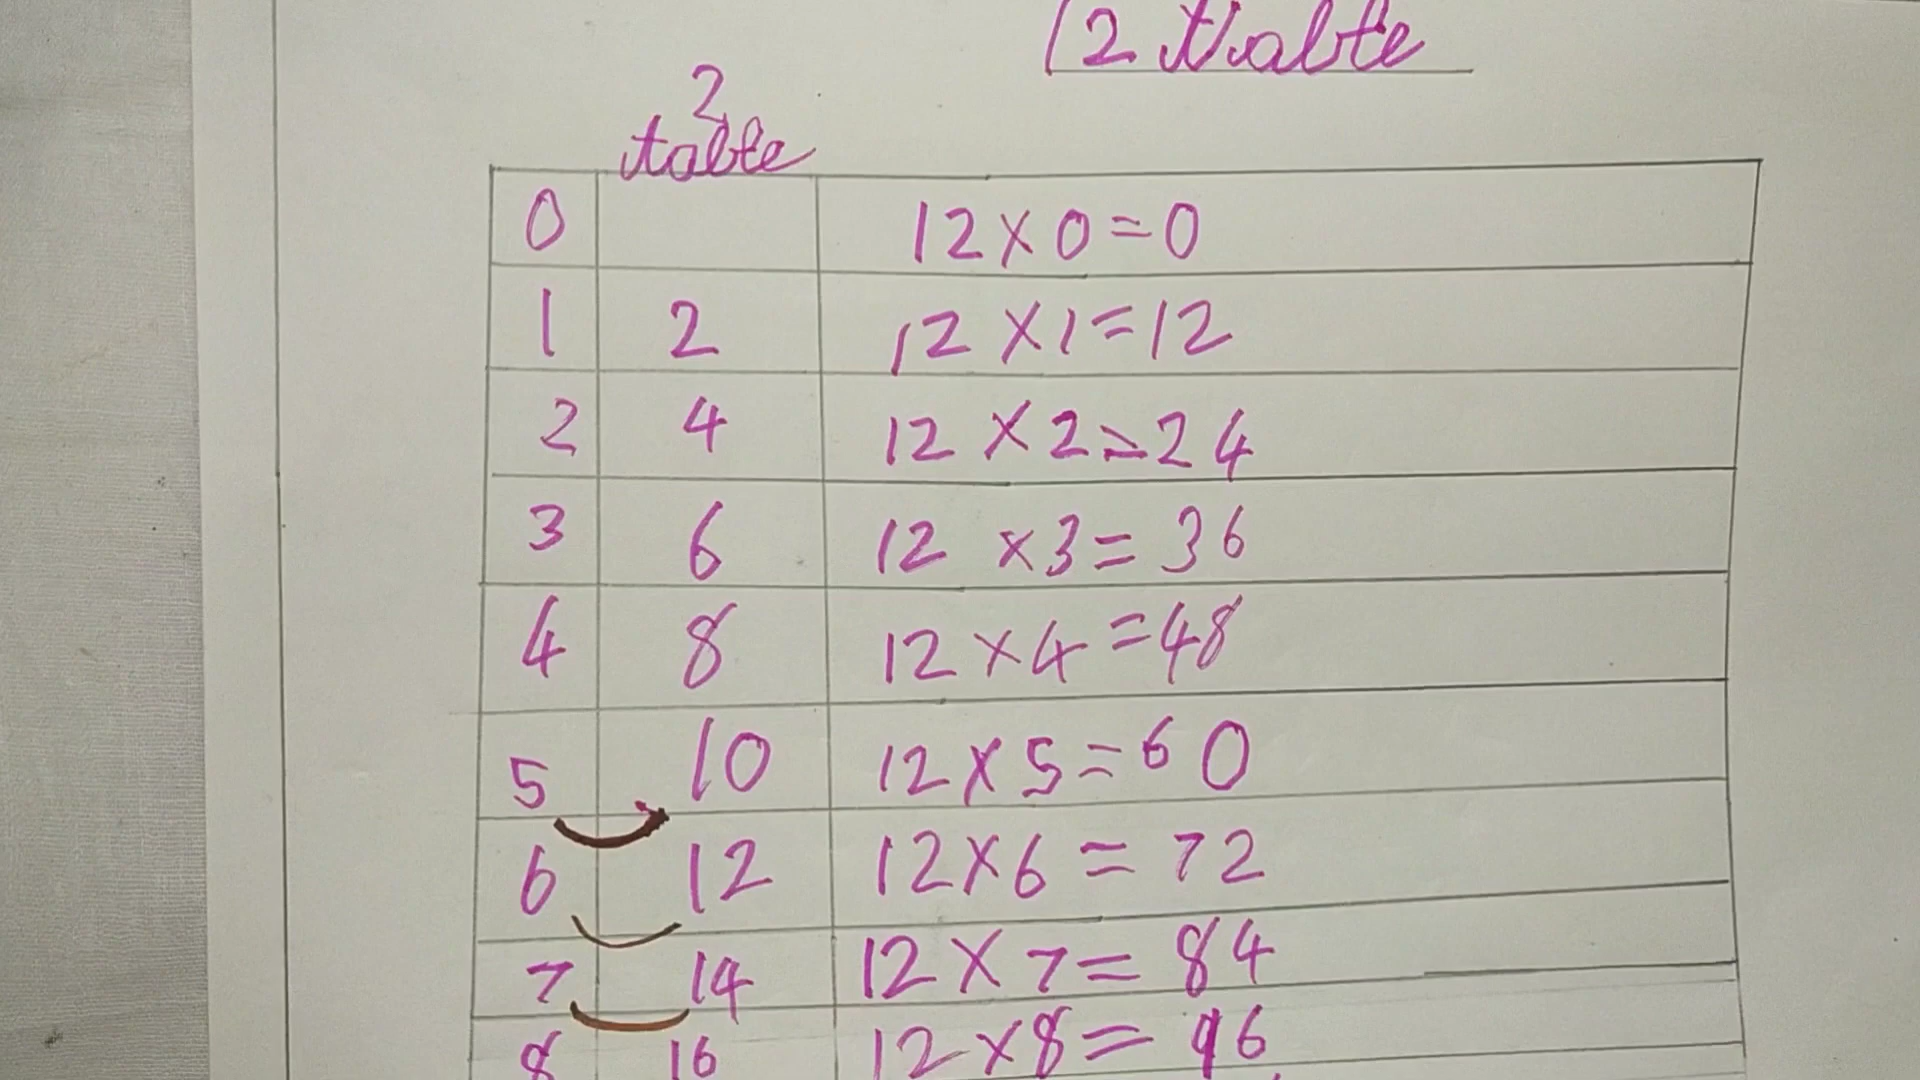 12 table
2
table
0 12×0=0
1 2 12×1=12
2 4 12×2=24
3 6 12×3=36
4 8 12×4=48
5 10 12×5=60
6 12 12×6=72
7 14 12×7=84
8 16 12×8=96